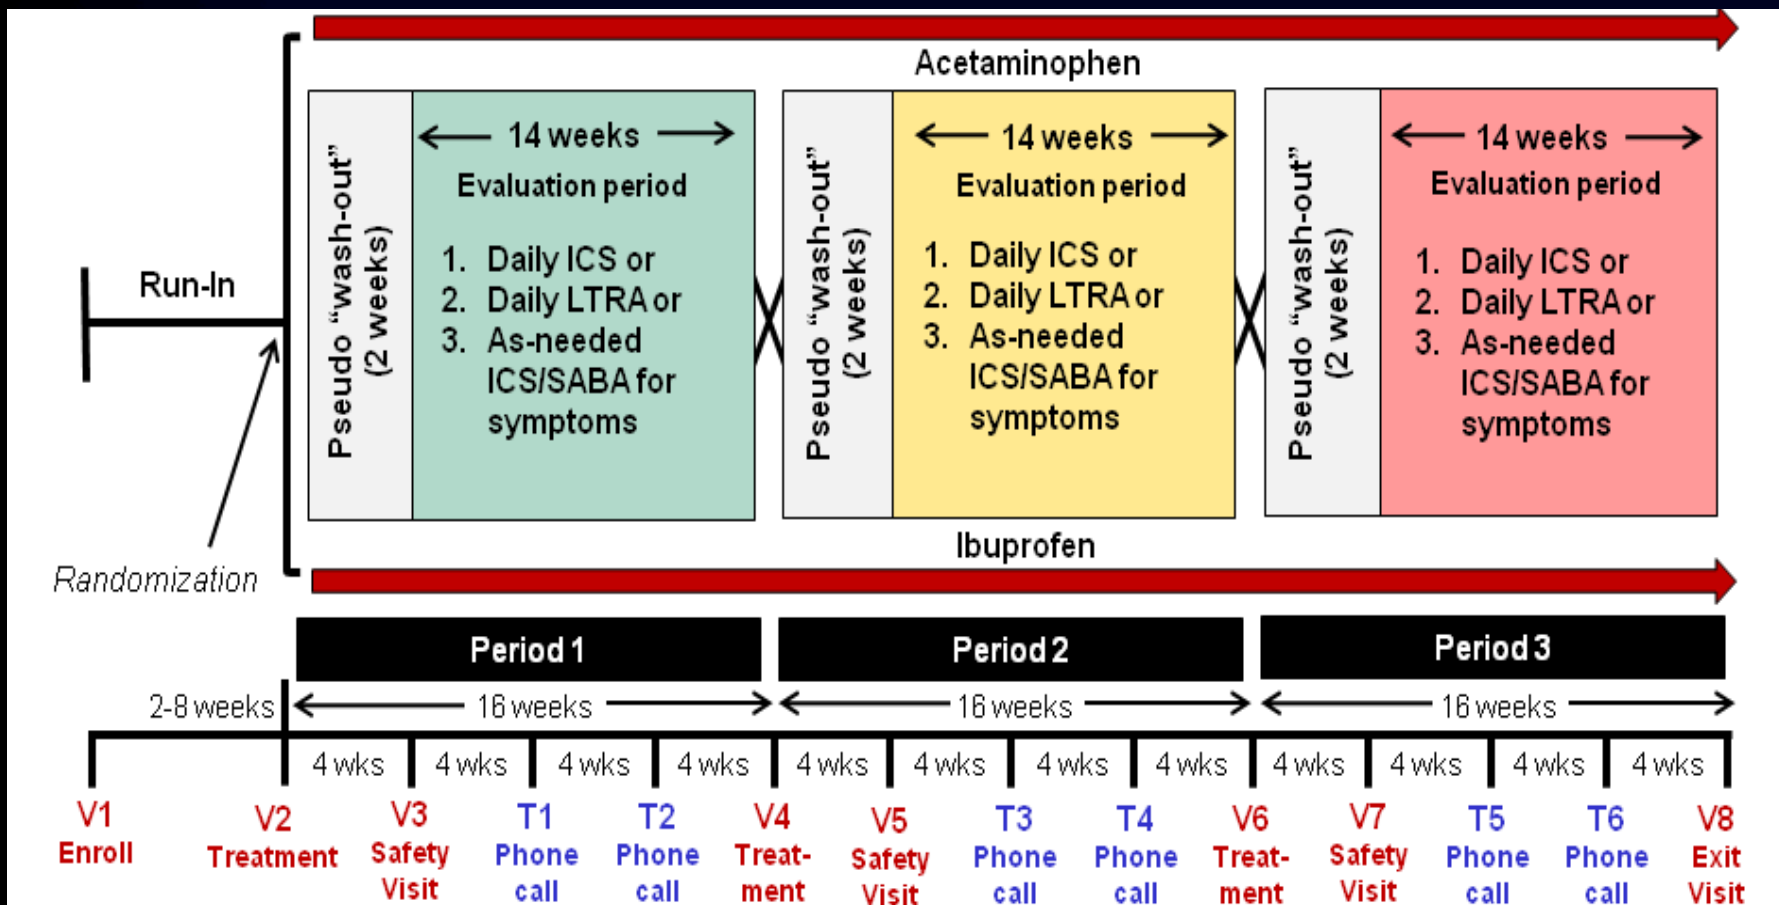 Acetaminophen
Run-In
Randomization
Pseudo “wash-out”
(2 weeks)
14 weeks
Evaluation period
1. Daily ICS or
2. Daily LTRA or
3. As-needed
ICS/SABA for
symptoms
Pseudo “wash-out”
(2 weeks)
14 weeks
Evaluation period
1. Daily ICS or
2. Daily LTRA or
3. As-needed
ICS/SABA for
symptoms
Pseudo “wash-out”
(2 weeks)
14 weeks
Evaluation period
1. Daily ICS or
2. Daily LTRA or
3. As-needed
ICS/SABA for
symptoms
Ibuprofen
Period 1
Period 2
Period 3
2-8 weeks
16 weeks
16 weeks
16 weeks
4 wks
4 wks
4 wks
4 wks
4 wks
4 wks
4 wks
4 wks
4 wks
4 wks
4 wks
4 wks
V1
Enroll
V2
Treatment
V3
Safety
Visit
T1
Phone
call
T2
Phone
call
V4
Treat-
ment
V5
Safety
Visit
T3
Phone
call
T4
Phone
call
V6
Treat-
ment
V7
Safety
Visit
T5
Phone
call
T6
Phone
call
V8
Exit
Visit